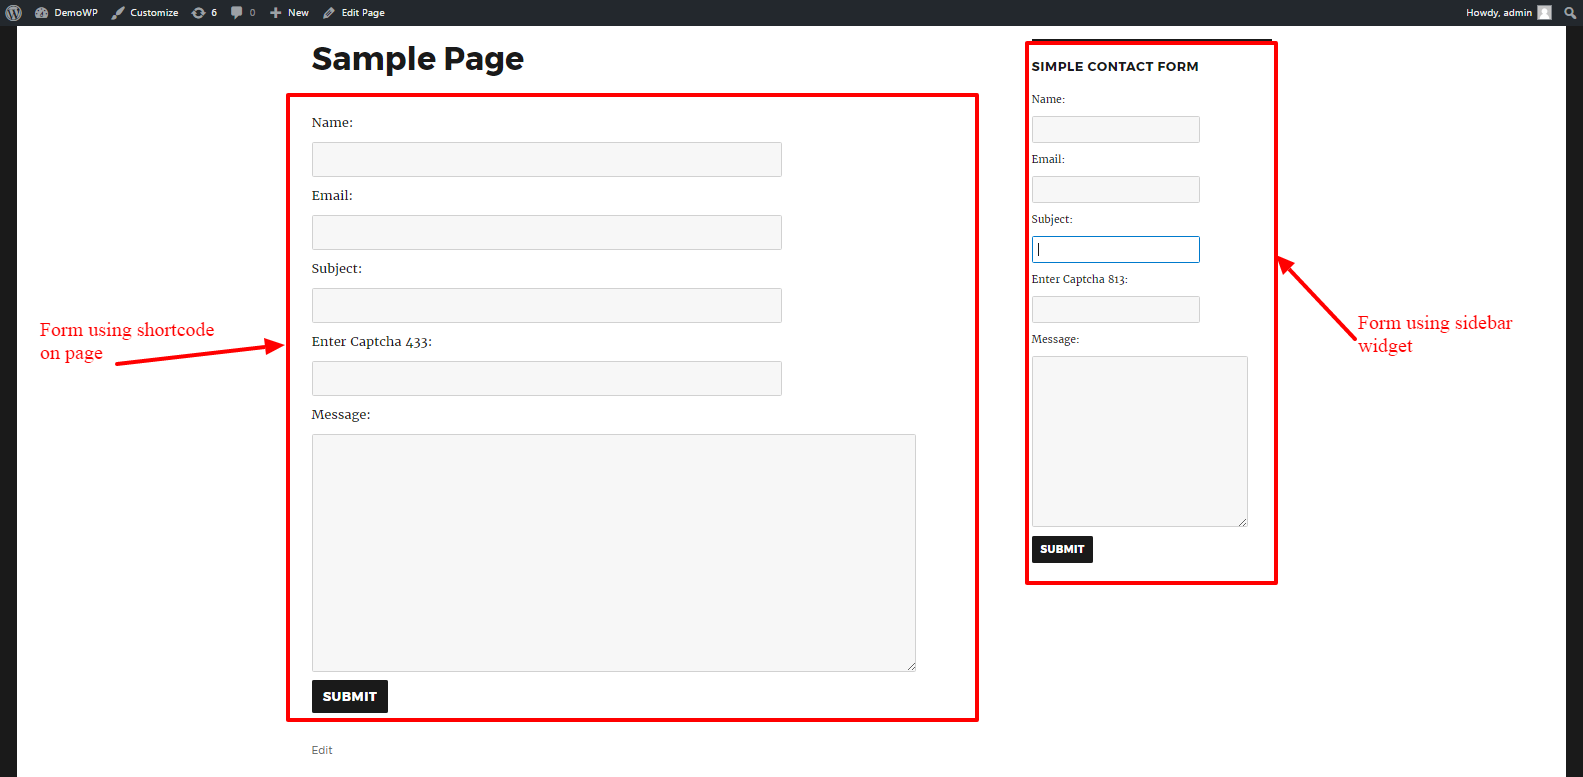 DemoWP Customize 6 0 New Edit Page Howdy, admin
Sample Page
Name:
Email:
Subject:
Enter Captcha 433:
Message:
SUBMIT
Edit
Form using shortcode
on page
SIMPLE CONTACT FORM
Name:
Email:
Subject:
Enter Captcha 813:
Message:
SUBMIT
Form using sidebar
widget